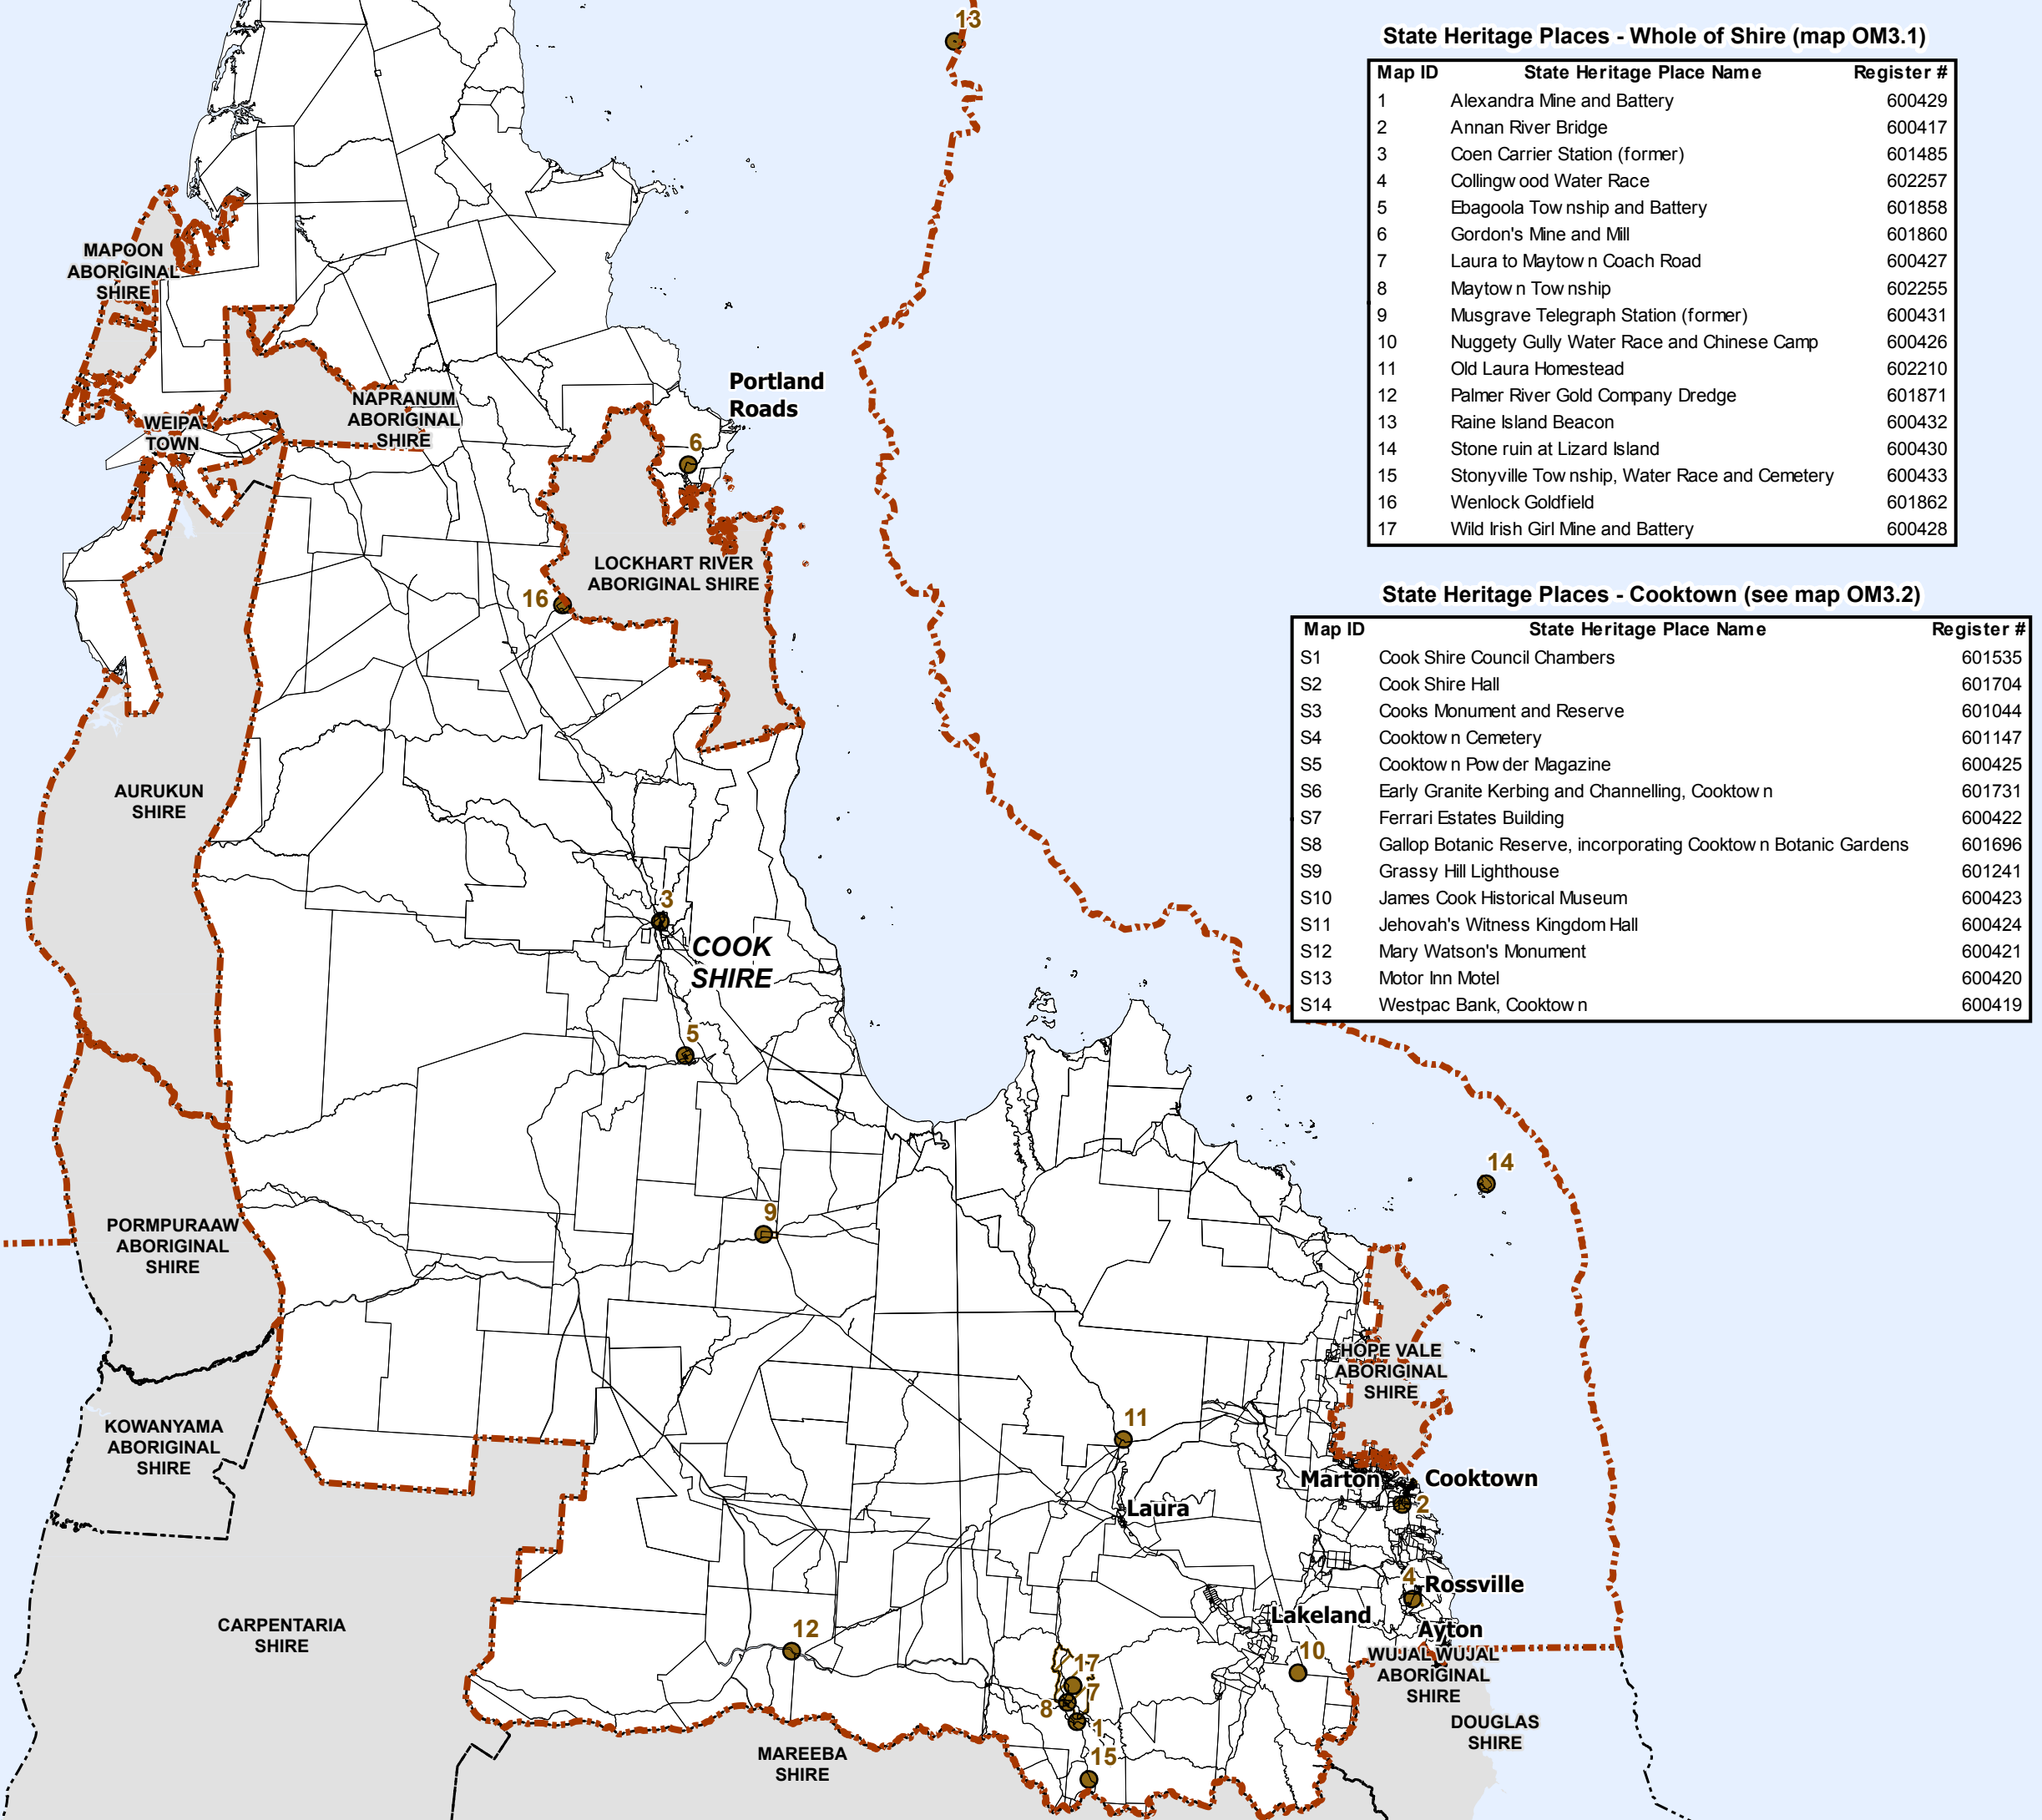 13
State Heritage Places - Whole of Shire (map OM3.1)
Map ID State Heritage Place Name Register #
1 Alexandra Mine and Battery 600429
2 Annan River Bridge 600417
3 Coen Carrier Station (former) 601485
4 Collingwood Water Race 602257
5 Ebagoola Township and Battery 601858
6 Gordon's Mine and Mill 601860
7 Laura to Maytown Coach Road 600427
8 Maytown Township 602255
9 Musgrave Telegraph Station (former) 600431
10 Nuggety Gully Water Race and Chinese Camp 600426
11 Old Laura Homestead 602210
12 Palmer River Gold Company Dredge 601871
13 Raine Island Beacon 600432
14 Stone ruin at Lizard Island 600430
15 Stonyville Township, Water Race and Cemetery 600433
16 Wenlock Goldfield 601862
17 Wild Irish Girl Mine and Battery 600428
State Heritage Places - Cooktown (see map OM3.2)
Map ID State Heritage Place Name Register #
S1 Cook Shire Council Chambers 601535
S2 Cook Shire Hall 601704
S3 Cooks Monument and Reserve 601044
S4 Cooktown Cemetery 601147
S5 Cooktown Powder Magazine 600425
S6 Early Granite Kerbing and Channelling, Cooktown 601731
S7 Ferrari Estates Building 600422
S8 Gallop Botanic Reserve, incorporating Cooktown Botanic Gardens 601696
S9 Grassy Hill Lighthouse 601241
S10 James Cook Historical Museum 600423
S11 Jehovah's Witness Kingdom Hall 600424
S12 Mary Watson's Monument 600421
S13 Motor Inn Motel 600420
S14 Westpac Bank, Cooktown 600419
MAPOON
ABORIGINAL
SHIRE
NAPRANUM
ABORIGINAL
SHIRE
WEIPA
TOWN
Portland
Roads
6
LOCKHART RIVER
ABORIGINAL SHIRE
16
AURUKUN
SHIRE
3
COOK
SHIRE
5
14
9
PORMPURAAW
ABORIGINAL
SHIRE
HOPE VALE
ABORIGINAL
SHIRE
KOWANYAMA
ABORIGINAL
SHIRE
11
Marton
Cooktown
2
Laura
4
Rossville
Lakeland
Ayton
CARPENTARIA
SHIRE
12
10
WUJAL WUJAL
ABORIGINAL
SHIRE
17
7
8
1
DOUGLAS
SHIRE
15
MAREEBA
SHIRE